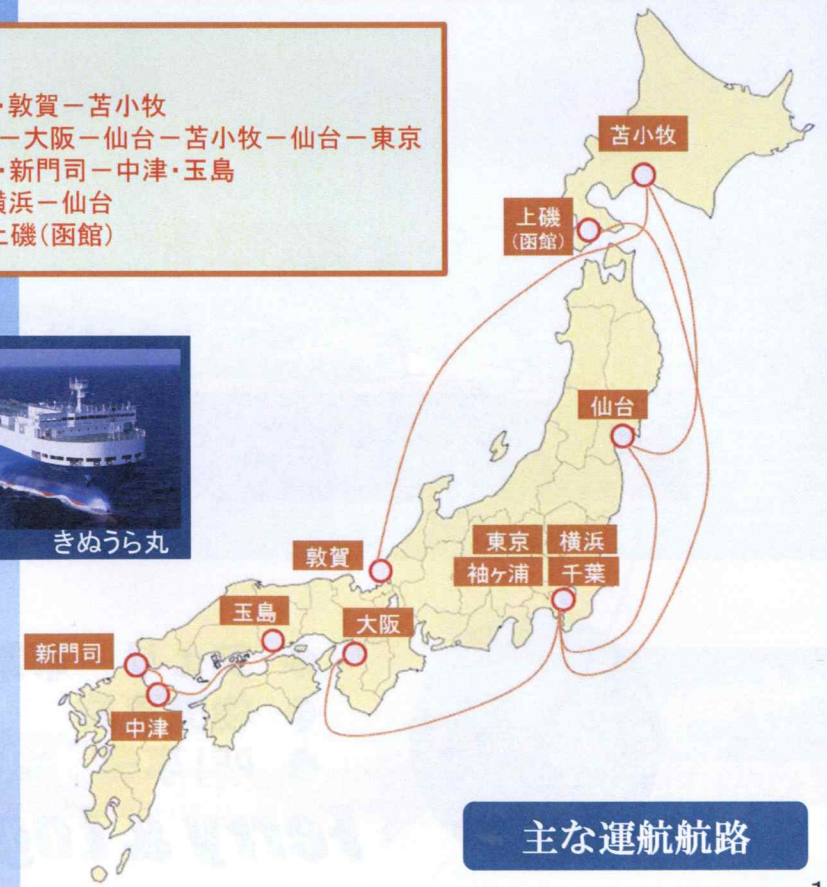 ・敦賀－苫小牧
－大阪－仙台－苫小牧－仙台－東京
・新門司－中津・玉島
横浜－仙台
上磯(函館)
苫小牧
上磯
(函館)
仙台
きぬうら丸
東京 横浜
敦賀
袖ヶ浦 千葉
玉島
大阪
新門司
中津
主な運航航路